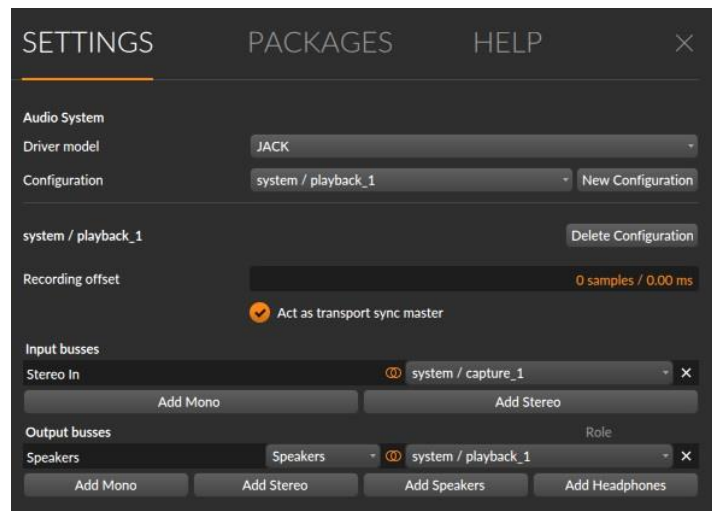 SETTINGS PACKAGES HELP
Audio System
Driver model JACK
Configuration system / playback_1 New Configuration
system / playback_1 Delete Configuration
Recording offset 0 samples / 0.00 ms
Act as transport sync master
Input busses
Stereo In system / capture_1
Add Mono Add Stereo
Output busses Role
Speakers Speakers system / playback_1
Add Mono Add Stereo Add Speakers Add Headphones